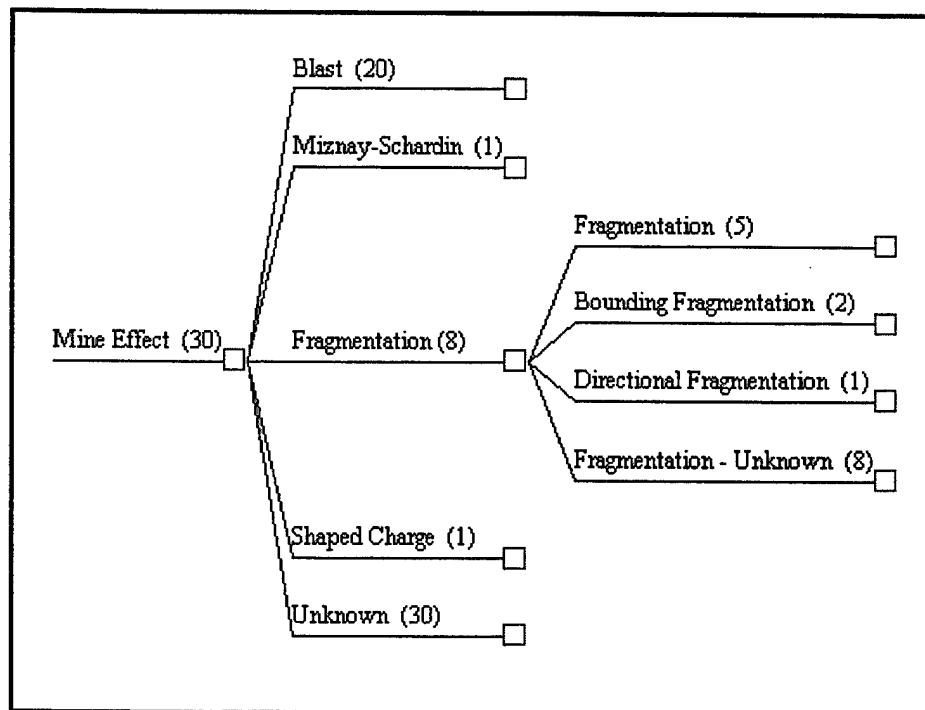 Blast (20)
Miznay-Schardin (1)
Fragmentation (5)
Bounding Fragmentation (2)
Mine Effect (30)
Fragmentation (8)
Directional Fragmentation (1)
Fragmentation - Unknown (8)
Shaped Charge (1)
Unknown (30)